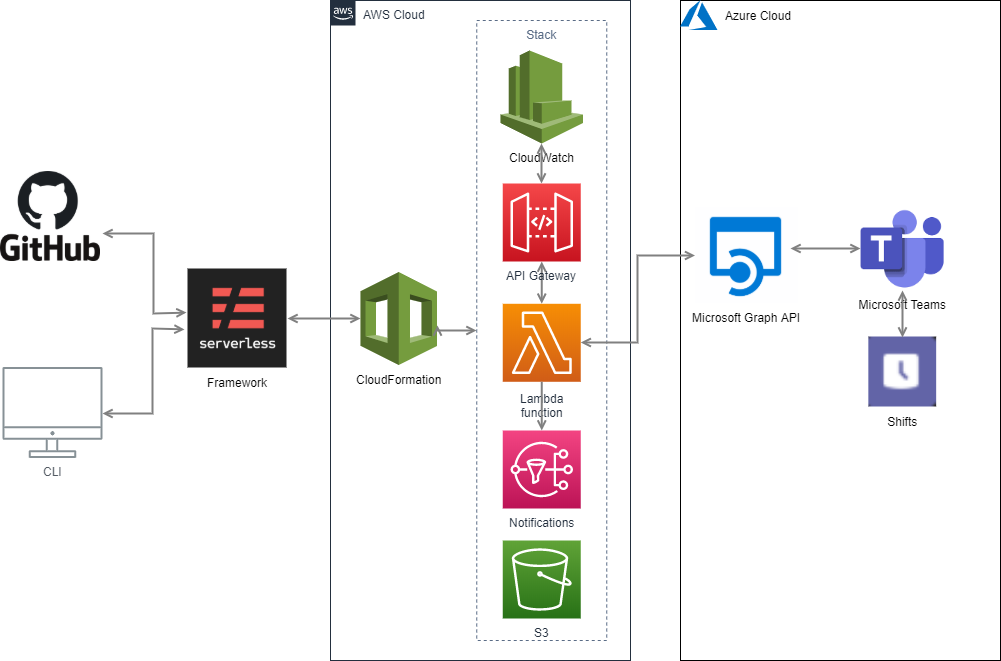 aws
AWS Cloud
Azure Cloud
Stack
CloudWatch
GitHub
</>
API Gateway
serverless
Framework
CloudFormation
Lambda
function
T
Microsoft Graph API
Microsoft Teams
Shifts
CLI
Notifications
S3